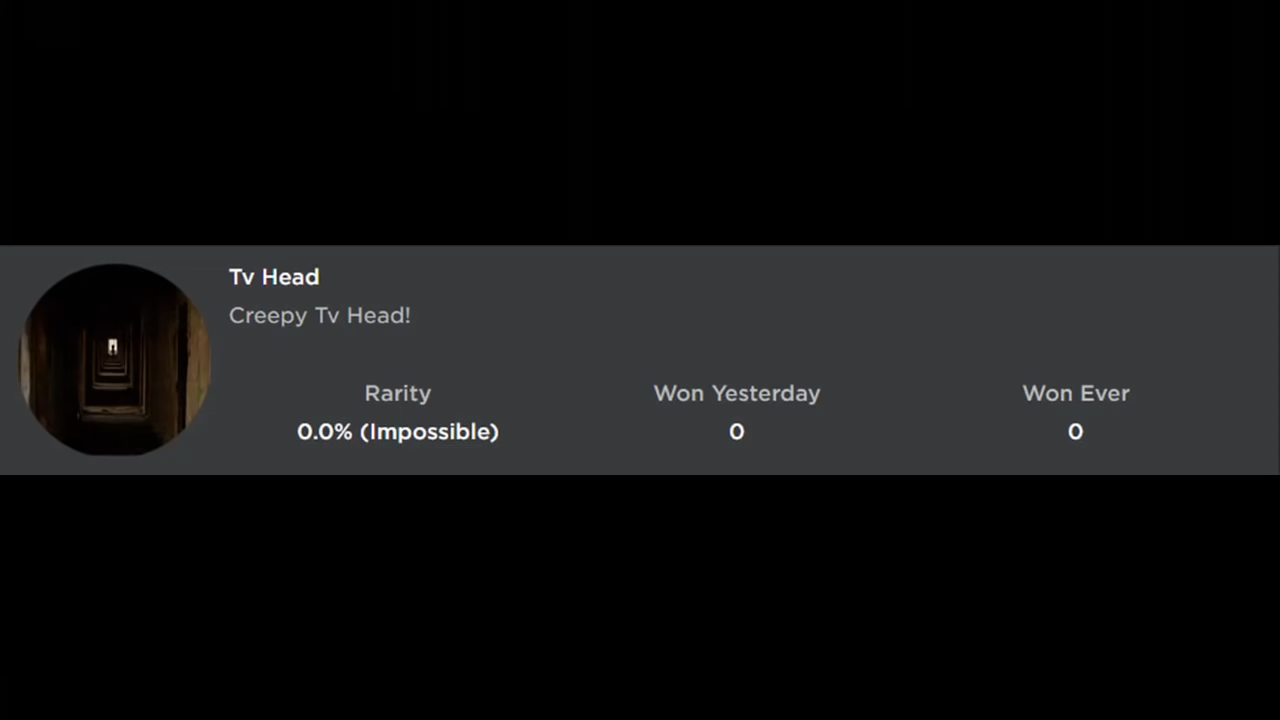 Tv Head
Creepy Tv Head!
Rarity Won Yesterday Won Ever
0.0% (Impossible) 0 0